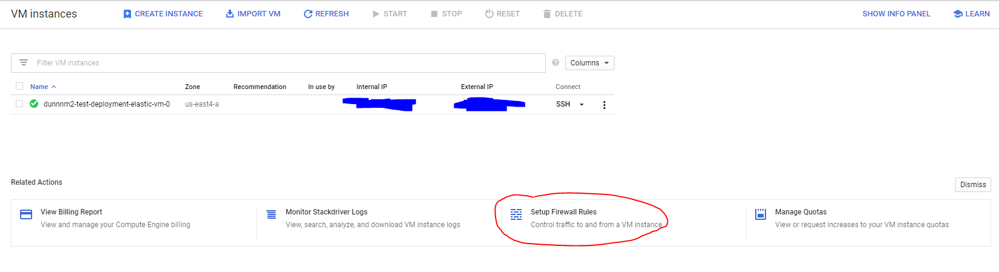 VM instances CREATE INSTANCE IMPORT VM REFRESH START STOP RESET DELETE SHOW INFO PANEL LEARN
Filter VM instances ? Columns
Name Zone Recommendation In use by Internal IP External IP Connect
dunnnm2-test-deployment-elastic-vm-0 us-east4-a SSH
Related Actions Dismiss
View Billing Report Monitor Stackdriver Logs Setup Firewall Rules Manage Quotas
View and manage your Compute Engine billing View, search, analyze, and download VM instance logs Control traffic to and from a VM instance View or request increases to your VM instance quotas